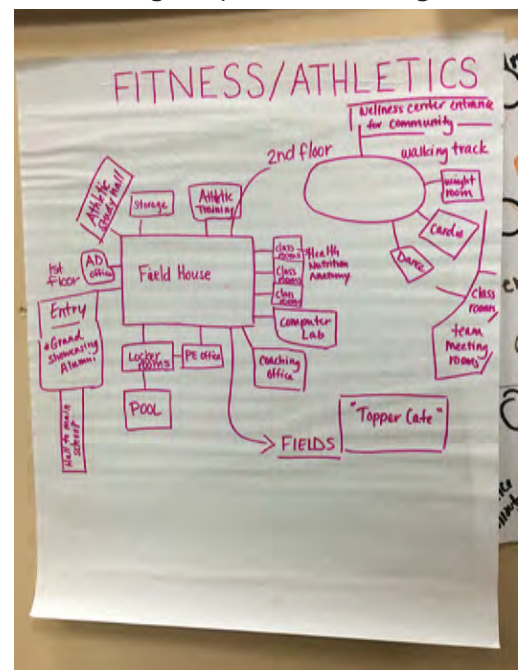 FITNESS/ATHLETICS
Wellness center entrance
for community
2nd floor
walking track
weight
room
Cardio
Dance
class
rooms
team
meeting
rooms
Athletic
Study Hall
Storage
Athletic
Training
1st
floor
AD
office
Field House
class
rooms
class
rooms
class
rooms
Health
Nutrition
Anatomy
Computer
Lab
Entry
Grand
Showcasing
Alumni
Locker
rooms
PE office
Coaching
office
POOL
Hall to main
school
FIELDS
"Topper Cafe"